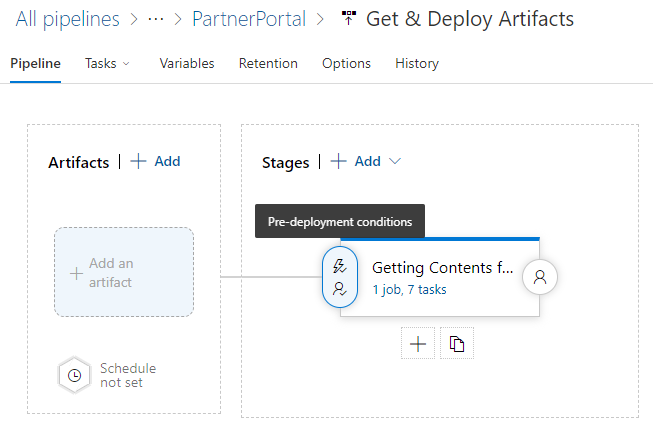 All pipelines > ··· > PartnerPortal > Get & Deploy Artifacts
Pipeline Tasks Variables Retention Options History
Artifacts | + Add
Stages | + Add
Pre-deployment conditions
+ Add an
artifact
Getting Contents f...
1 job, 7 tasks
Schedule
not set